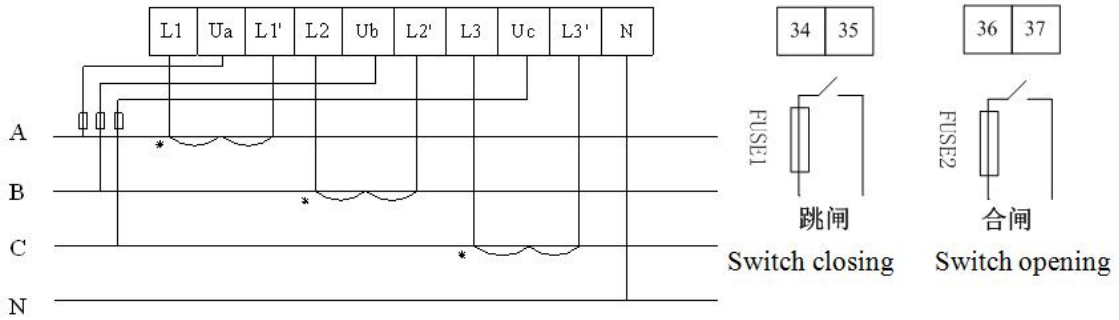 L1 Ua L1' L2 Ub L2' L3 Uc L3' N
34 35
36 37
A
*
B
*
C
*
N
FUSE1
跳闸
Switch closing
FUSE2
合闸
Switch opening